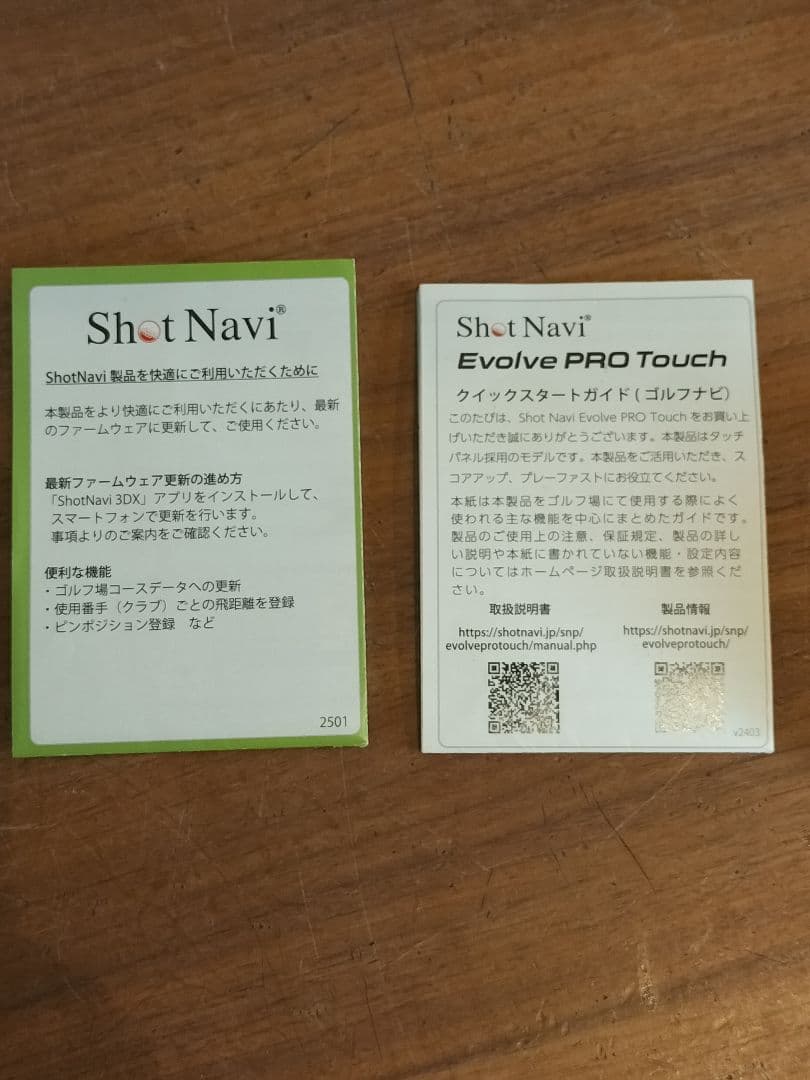 Shot Navi®
ShotNavi 製品を快適にご利用いただくために
本製品をより快適にご利用いただくにあたり、最新
のファームウェアに更新して、ご使用ください。
最新ファームウェア更新の進め方
「ShotNavi 3DX」アプリをインストールして、
スマートフォンで更新を行います。
事項よりのご案内をご確認ください。
便利な機能
・ゴルフ場コースデータへの更新
・使用番手（クラブ）ごとの飛距離を登録
・ピンポジション登録　など
2501
Shot Navi®
Evolve PRO Touch
クイックスタートガイド ( ゴルフナビ)
このたびは、Shot Navi Evolve PRO Touch をお買い上
げいただき誠にありがとうございます。本製品はタッチ
パネル採用のモデルです。本製品をご活用いただき、ス
コアアップ、プレーファストにお役立てください。
本紙は本製品をゴルフ場にて使用する際によく
使われる主な機能を中心にまとめたガイドです。
製品のご使用上の注意、保証規定、製品の詳し
い説明や本紙に書かれていない機能・設定内容
についてはホームページ取扱説明書を参照くだ
さい。
取扱説明書
https://shotnavi.jp/snp/
evolveprotouch/manual.php
製品情報
https://shotnavi.jp/snp/
evolveprotouch/
v2403